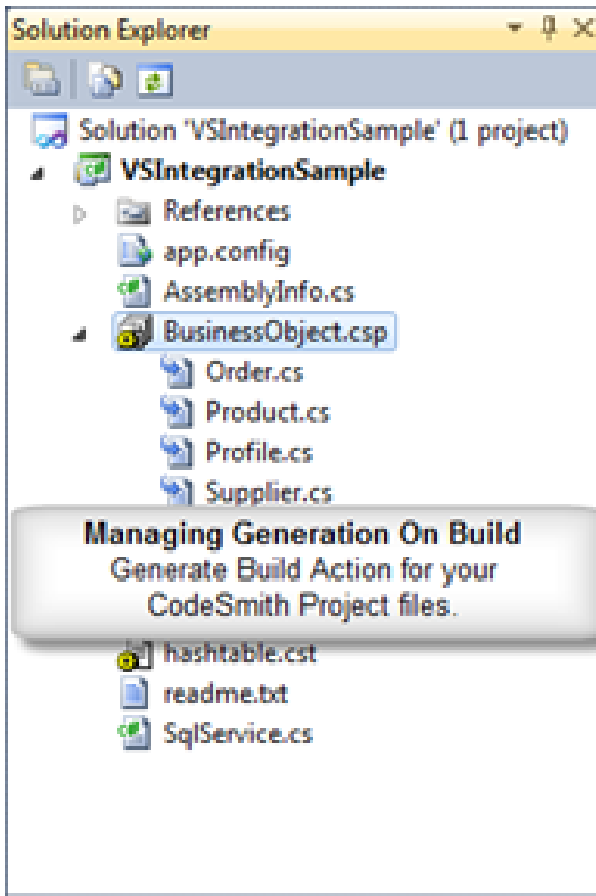 Solution Explorer
Solution 'VSIntegrationSample' (1 project)
VSIntegrationSample
References
app.config
AssemblyInfo.cs
BusinessObject.csp
Order.cs
Product.cs
Profile.cs
Supplier.cs
Managing Generation On Build
Generate Build Action for your
CodeSmith Project files.
hashtable.cst
readme.txt
SqlService.cs